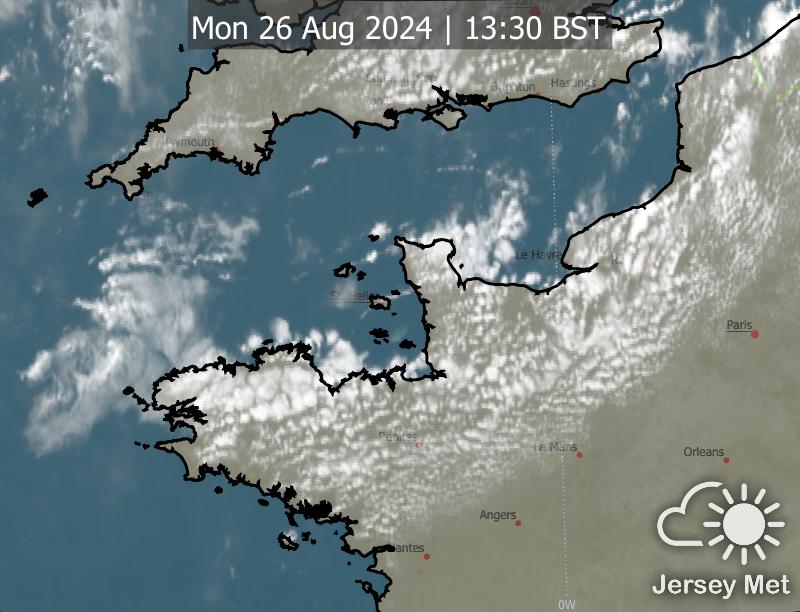 0W
Mon 26 Aug 2024 | 13:30 BST
Brighton
Hastings
Plymouth
Le Havre
St. Helier
Paris
Rennes
Le Mans
Orleans
Angers
Nantes
Jersey Met
0W